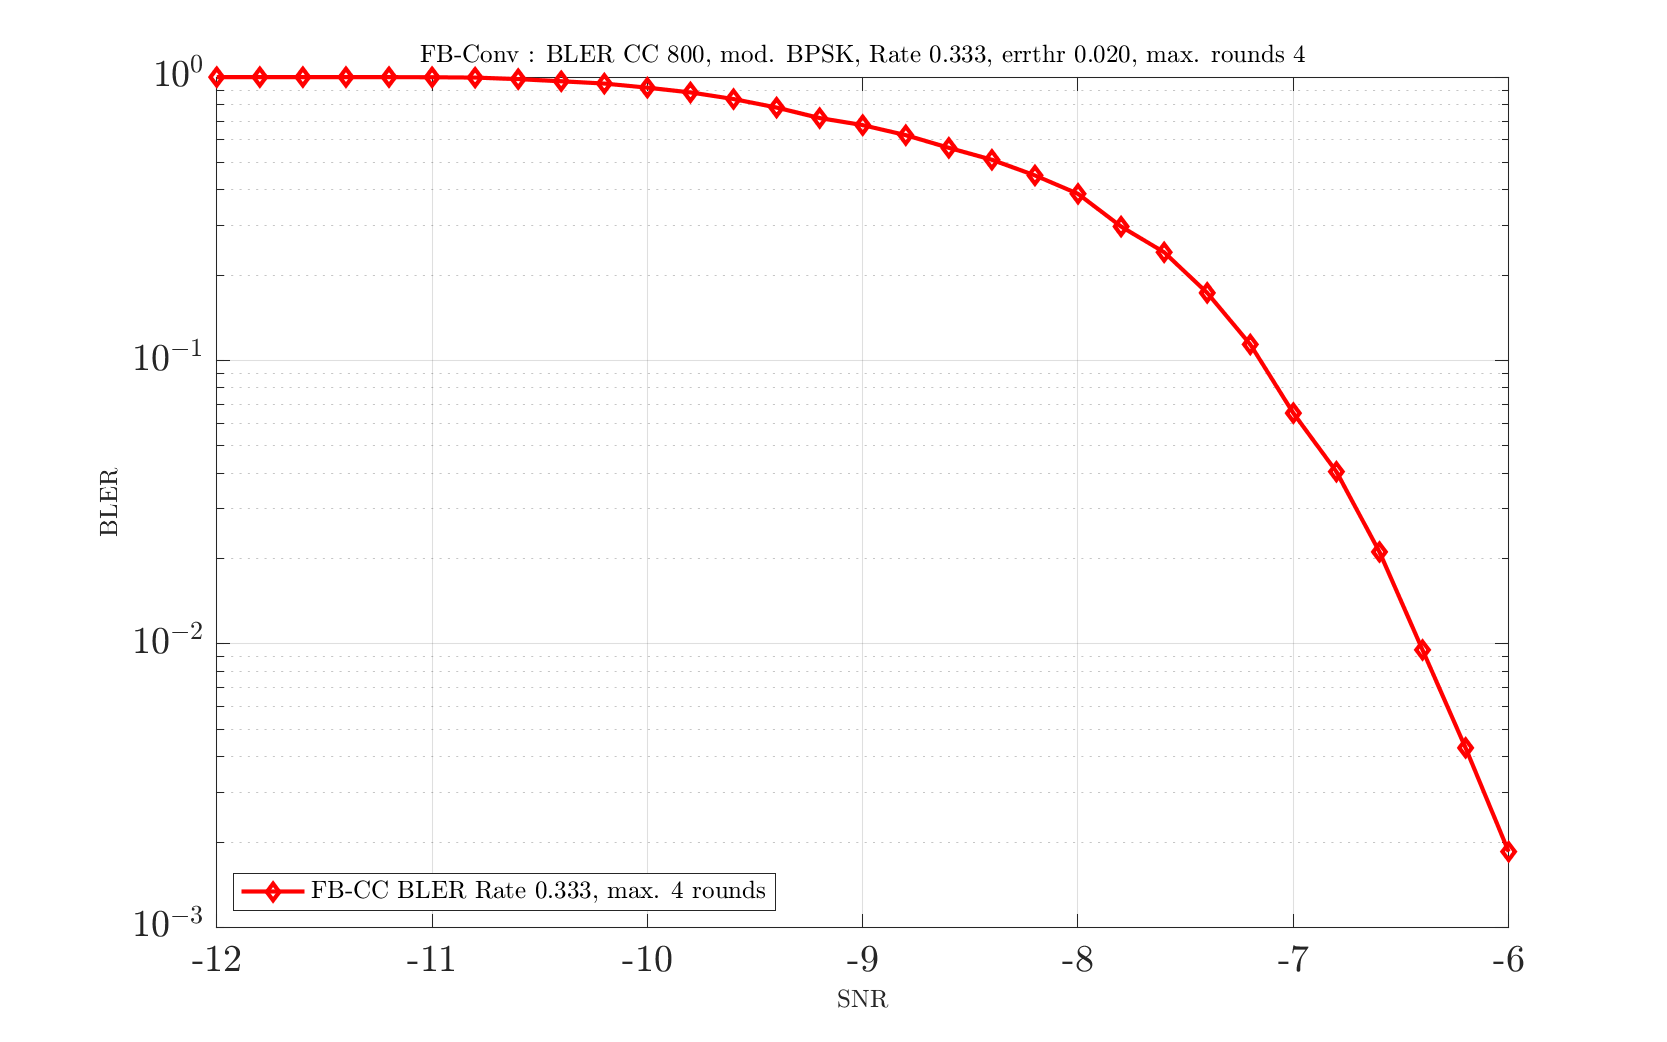 FB-Conv : BLER CC 800, mod. BPSK, Rate 0.333, errthr 0.020, max. rounds 4
10^0
10^{-1}
10^{-2}
10^{-3}
BLER
FB-CC BLER Rate 0.333, max. 4 rounds
-12 -11 -10 -9 -8 -7 -6
SNR